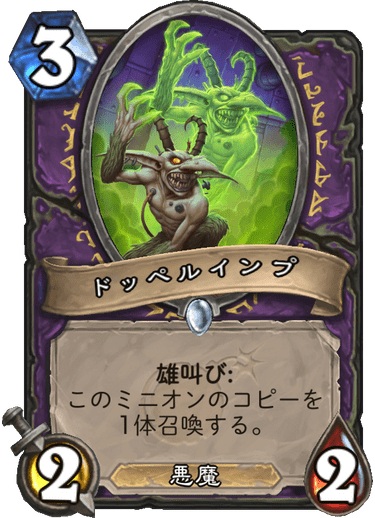 3
ドッペルインプ
雄叫び:
このミニオンのコピーを
1体召喚する。
2
悪魔
2